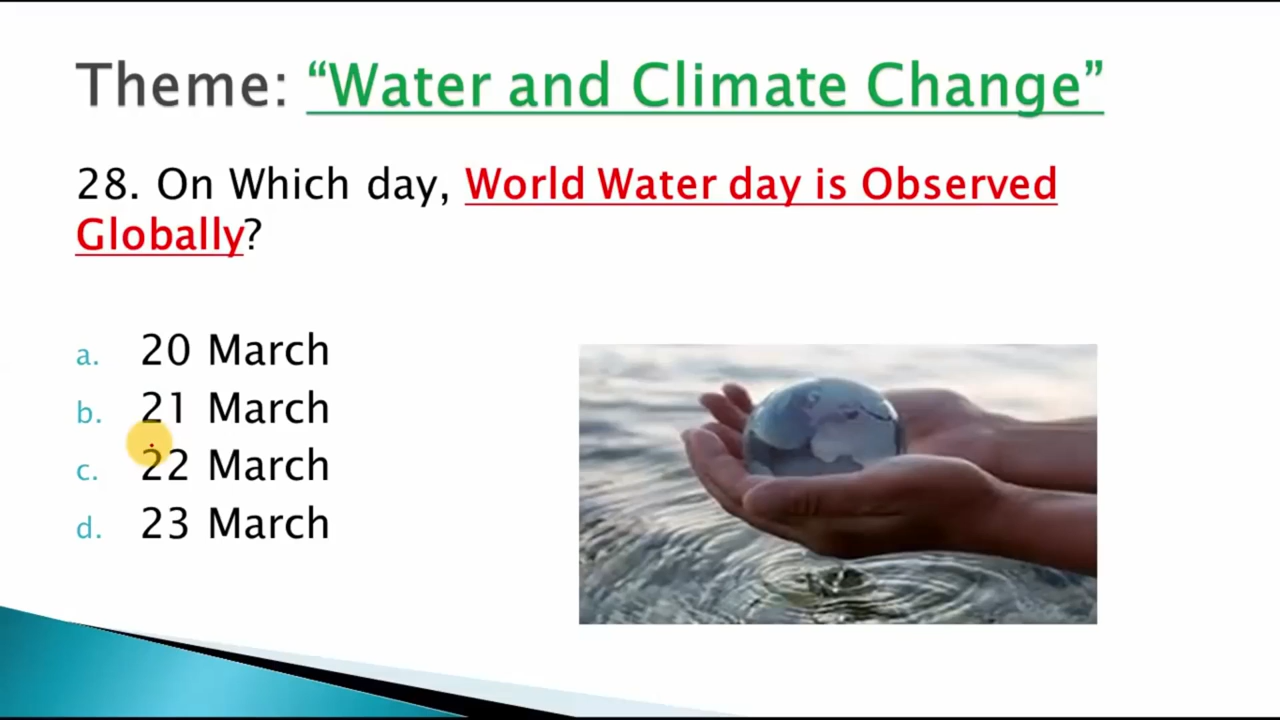 Theme: “Water and Climate Change”
28. On Which day, World Water day is Observed
Globally?
a. 20 March
b. 21 March
c. 22 March
d. 23 March